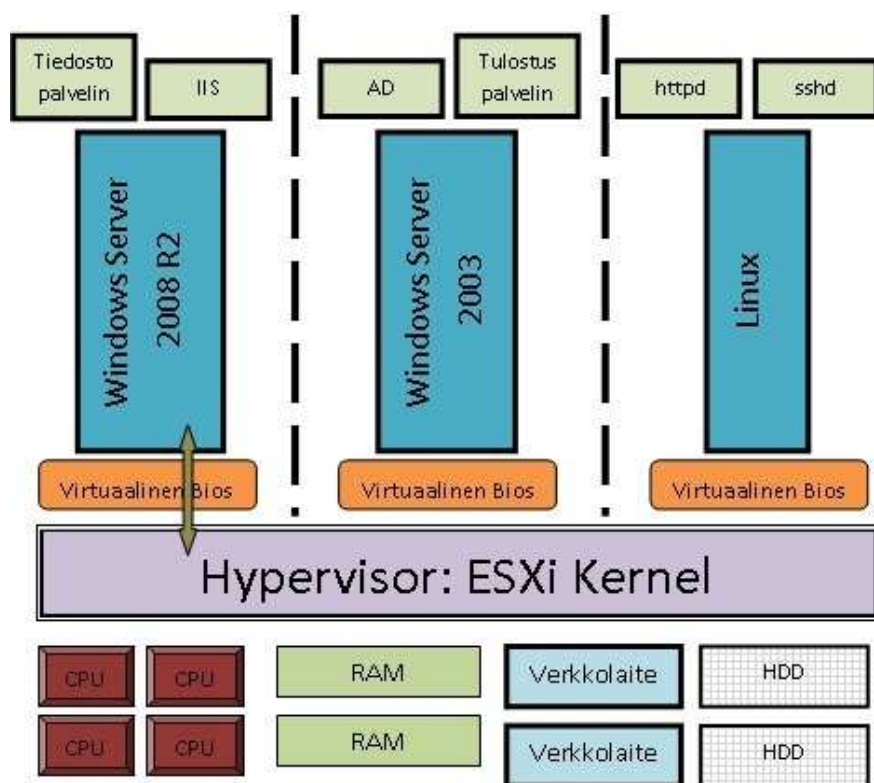 Tiedosto
palvelin
IIS
AD
Tulostus
palvelin
httpd
sshd
Windows Server
2008 R2
Windows Server
2003
Linux
Virtuaalinen Bios
Virtuaalinen Bios
Virtuaalinen Bios
Hypervisor: ESXi Kernel
CPU
CPU
RAM
Verkkolaite
HDD
CPU
CPU
RAM
Verkkolaite
HDD